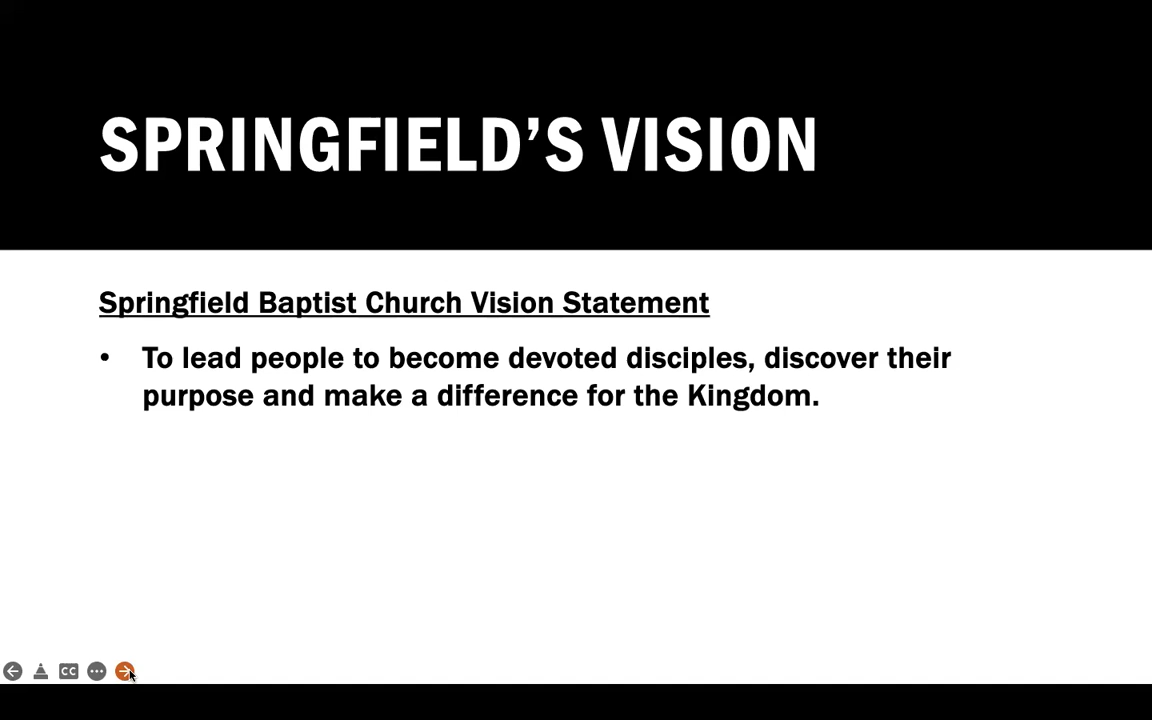 SPRINGFIELD’S VISION
Springfield Baptist Church Vision Statement
• To lead people to become devoted disciples, discover their
purpose and make a difference for the Kingdom.
CC